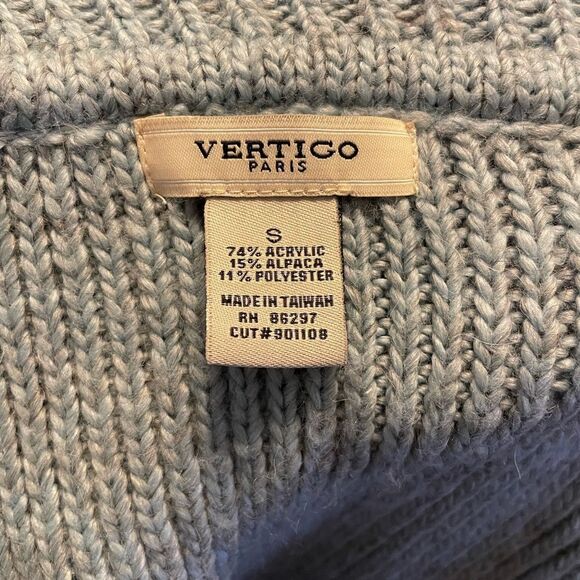 VERTIGO
PARIS
S
74% ACRYLIC
15% ALPACA
11% POLYESTER
MADE IN TAIWAN
RN 86297
CUT#901108